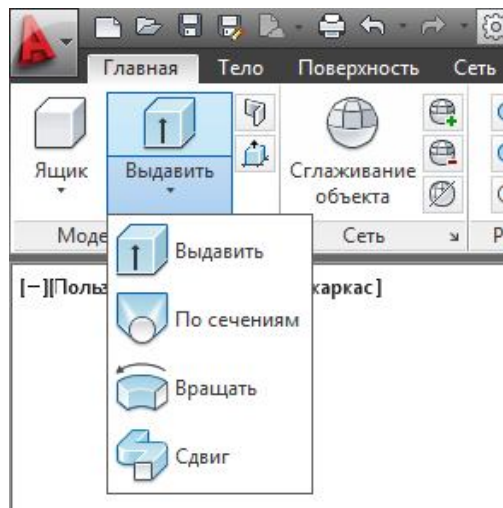 Главная Тело Поверхность Сеть
Ящик Выдавить Сглаживание объекта
Моде Сеть Р
Выдавить
[−][Польз каркас]
По сечениям
Вращать
Сдвиг